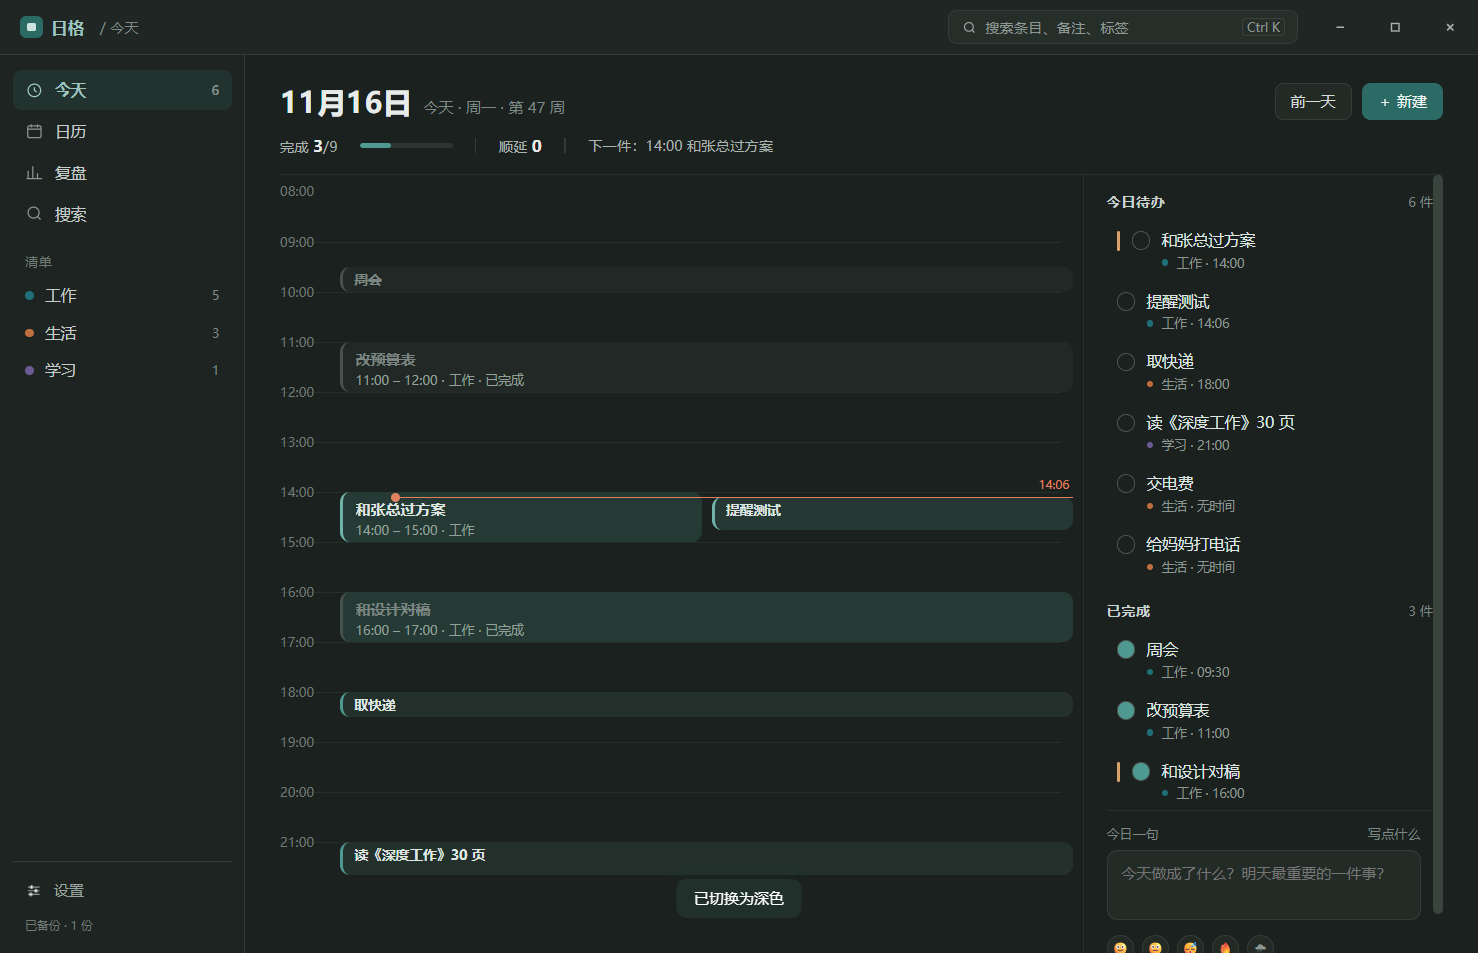 日格 / 今天
搜索条目、备注、标签 Ctrl K
今天 6
日历
复盘
搜索
清单
工作 5
生活 3
学习 1
设置
已备份 · 1 份
11月16日 今天 · 周一 · 第 47 周
前一天
+ 新建
完成 3/9
顺延 0
下一件：14:00 和张总过方案
08:00
09:00
周会
10:00
11:00
改预算表
11:00 – 12:00 · 工作 · 已完成
12:00
13:00
14:06
14:00
和张总过方案
14:00 – 15:00 · 工作
提醒测试
15:00
16:00
和设计对稿
16:00 – 17:00 · 工作 · 已完成
17:00
18:00
取快递
19:00
20:00
21:00
读《深度工作》30 页
已切换为深色
今日待办 6 件
和张总过方案
工作 · 14:00
提醒测试
工作 · 14:06
取快递
生活 · 18:00
读《深度工作》30 页
学习 · 21:00
交电费
生活 · 无时间
给妈妈打电话
生活 · 无时间
已完成 3 件
周会
工作 · 09:30
改预算表
工作 · 11:00
和设计对稿
工作 · 16:00
今日一句 写点什么
今天做成了什么？明天最重要的一件事？